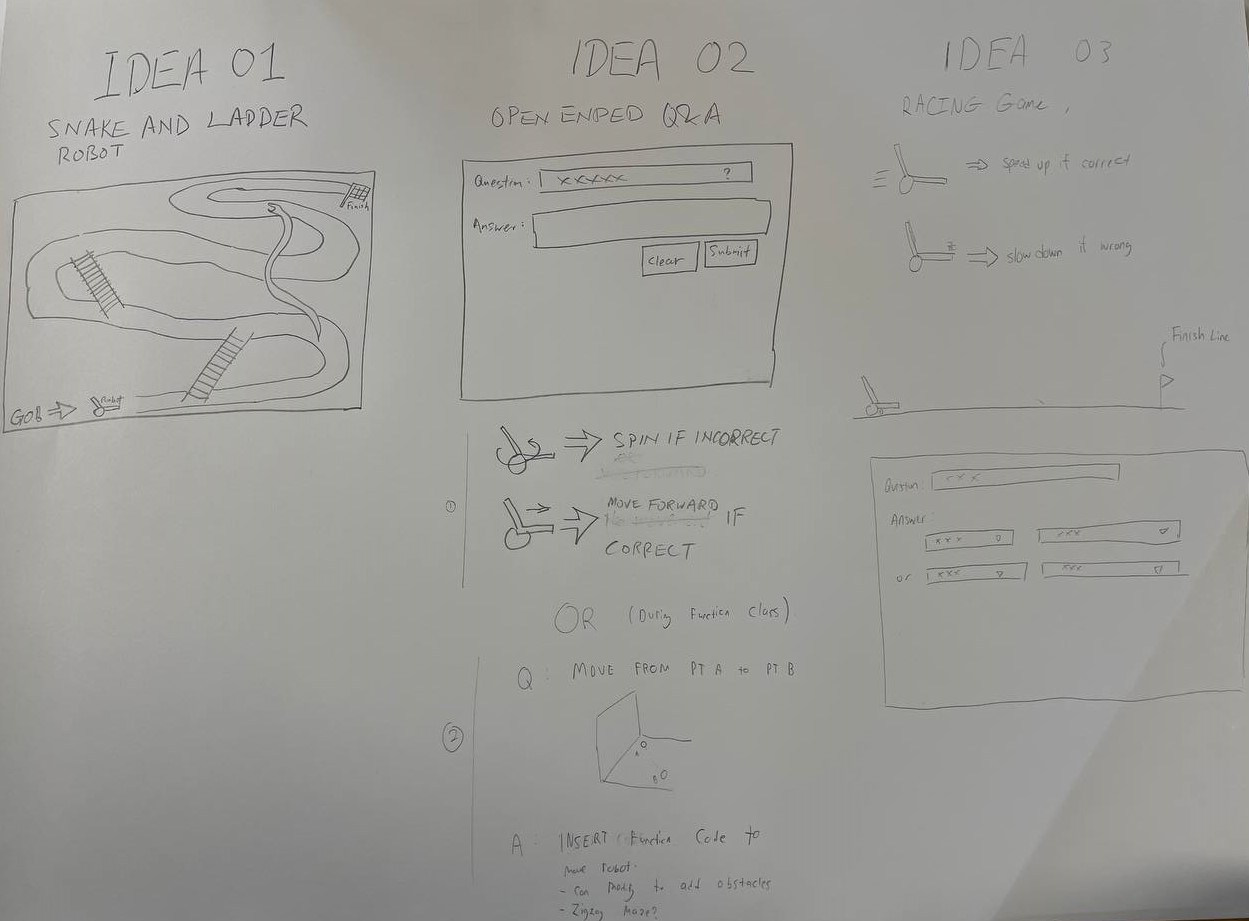 IDEA 01
SNAKE AND LADDER
ROBOT
Finish
GO!
Robot
IDEA 02
OPEN ENDED Q&A
Question: xxxxx ?
Answer:
Clear
Submit
①
⇒ SPIN IF INCORRECT
⇒ MOVE FORWARD IF
CORRECT
OR (During Function Class)
②
Q: MOVE FROM PT A to PT B
A
B
A: INSERT Function Code to
move robot.
- Can modify to add obstacles
- Zigzag Maze?
IDEA 03
RACING Game,
⇒ speed up if correct
z
⇒ slow down if wrong
Finish Line
Question xxx
Answer
xxx ▽ xxx ▽
or xxx ▽ xxx ▽